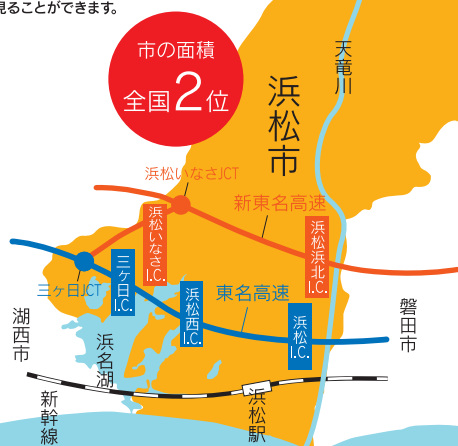 見ることができます。
市の面積
全国2位
天竜川
浜松市
浜松いなさJCT
新東名高速
浜松いなさI.C.
浜松浜北I.C.
三ヶ日JCT
三ヶ日I.C.
浜松西I.C.
東名高速
浜松I.C.
湖西市
浜名湖
磐田市
新幹線
浜松駅